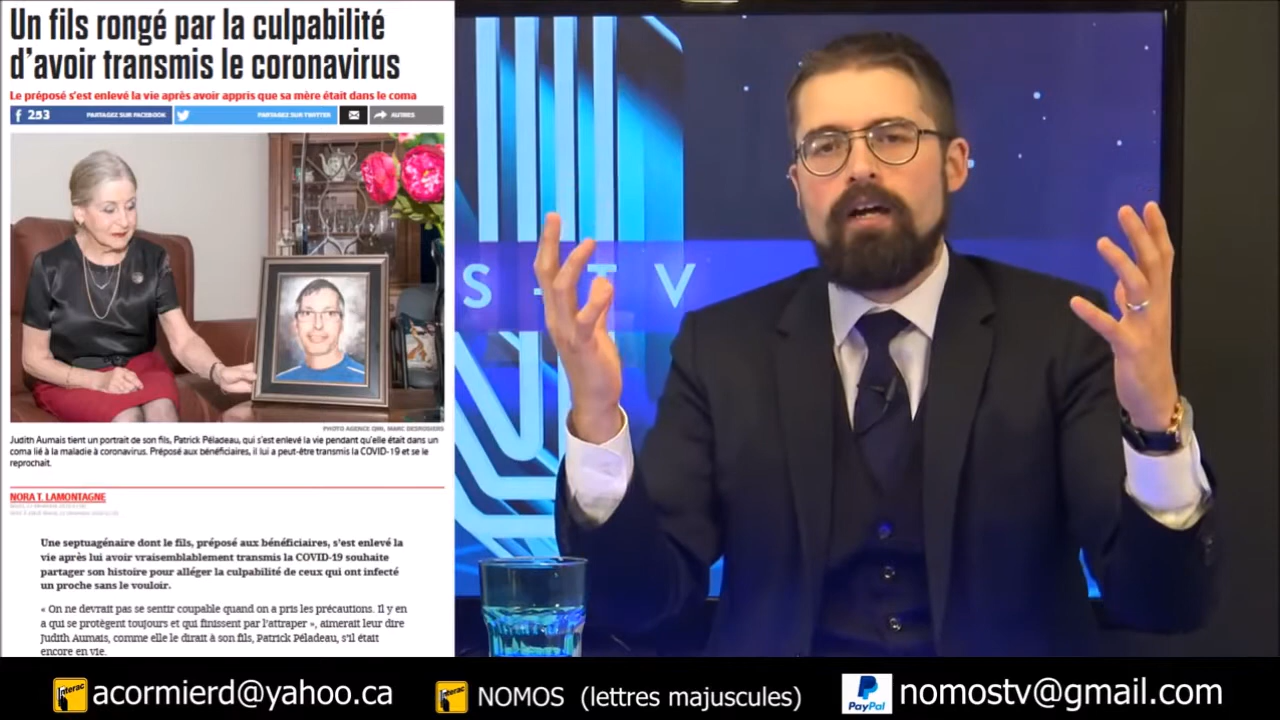 Un fils rongé par la culpabilité
d'avoir transmis le coronavirus
Le préposé s'est enlevé la vie après avoir appris que sa mère était dans le coma
253
PARTAGEZ SUR FACEBOOK
PARTAGEZ SUR TWITTER
AUTRES
PHOTO AGENCE QMI, MARC DESROSIERS
Judith Aumais tient un portrait de son fils, Patrick Péladeau, qui s'est enlevé la vie pendant qu'elle était dans un
coma lié à la maladie à coronavirus. Préposé aux bénéficiaires, il lui a peut-être transmis la COVID-19 et se le
reprochait.
NORA T. LAMONTAGNE
Une septuagénaire dont le fils, préposé aux bénéficiaires, s'est enlevé la
vie après lui avoir vraisemblablement transmis la COVID-19 souhaite
partager son histoire pour alléger la culpabilité de ceux qui ont infecté
un proche sans le vouloir.
« On ne devrait pas se sentir coupable quand on a pris les précautions. Il y en
a qui se protègent toujours et qui finissent par l'attraper », aimerait leur dire
Judith Aumais, comme elle le dirait à son fils, Patrick Péladeau, s'il était
encore en vie.
S-TV
Interac acormierd@yahoo.ca
Interac NOMOS (lettres majuscules)
PayPal nomostv@gmail.com